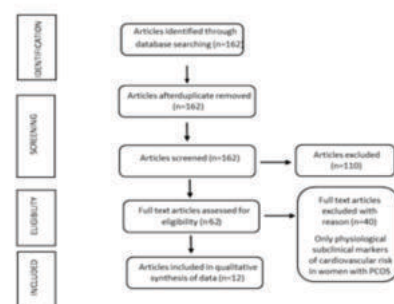 IDENTIFICATION
Articles identified through
database searching (n=162)
Articles afterduplicate removed
(n=162)
SCREENING
Articles screened (n=162)
Articles excluded
(n=110)
ELIGIBILITY
Full text articles assessed for
eligibility (n62)
Full text articles
excluded with
reason (n=40)
Only physiological
subclinical markers
of cardiovascular risk
in women with PCOS
INCLUDED
Articles included in qualitative
synthesis of data (n=12)